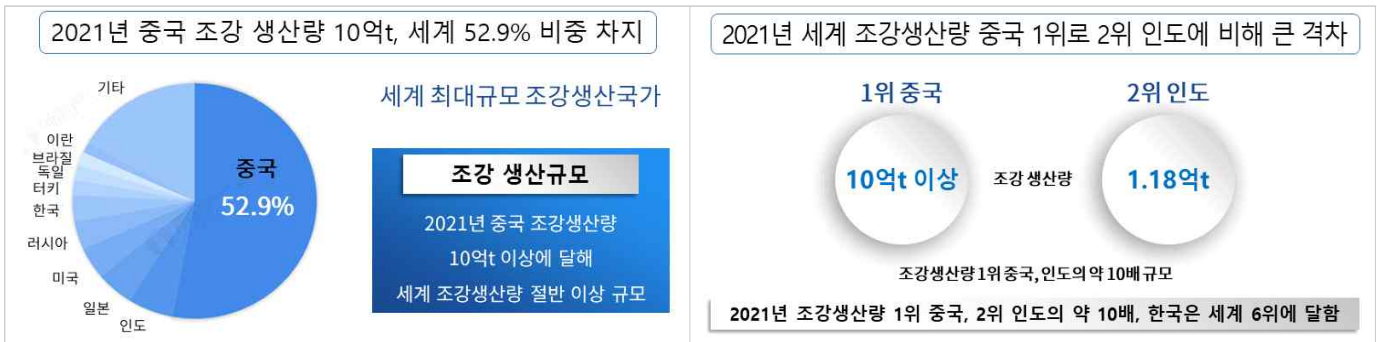 2021년 중국 조강 생산량 10억t, 세계 52.9% 비중 차지
기타
이란
브라질
독일
터키
한국
러시아
미국
일본
인도
중국
52.9%
세계 최대규모 조강생산국가
조강 생산규모
2021년 중국 조강생산량
10억t 이상에 달해
세계 조강생산량 절반 이상 규모
2021년 세계 조강생산량 중국 1위로 2위 인도에 비해 큰 격차
1위 중국
2위 인도
10억t 이상
조강 생산량
1.18억t
조강생산량 1위 중국, 인도의 약 10배 규모
2021년 조강생산량 1위 중국, 2위 인도의 약 10배, 한국은 세계 6위에 달함